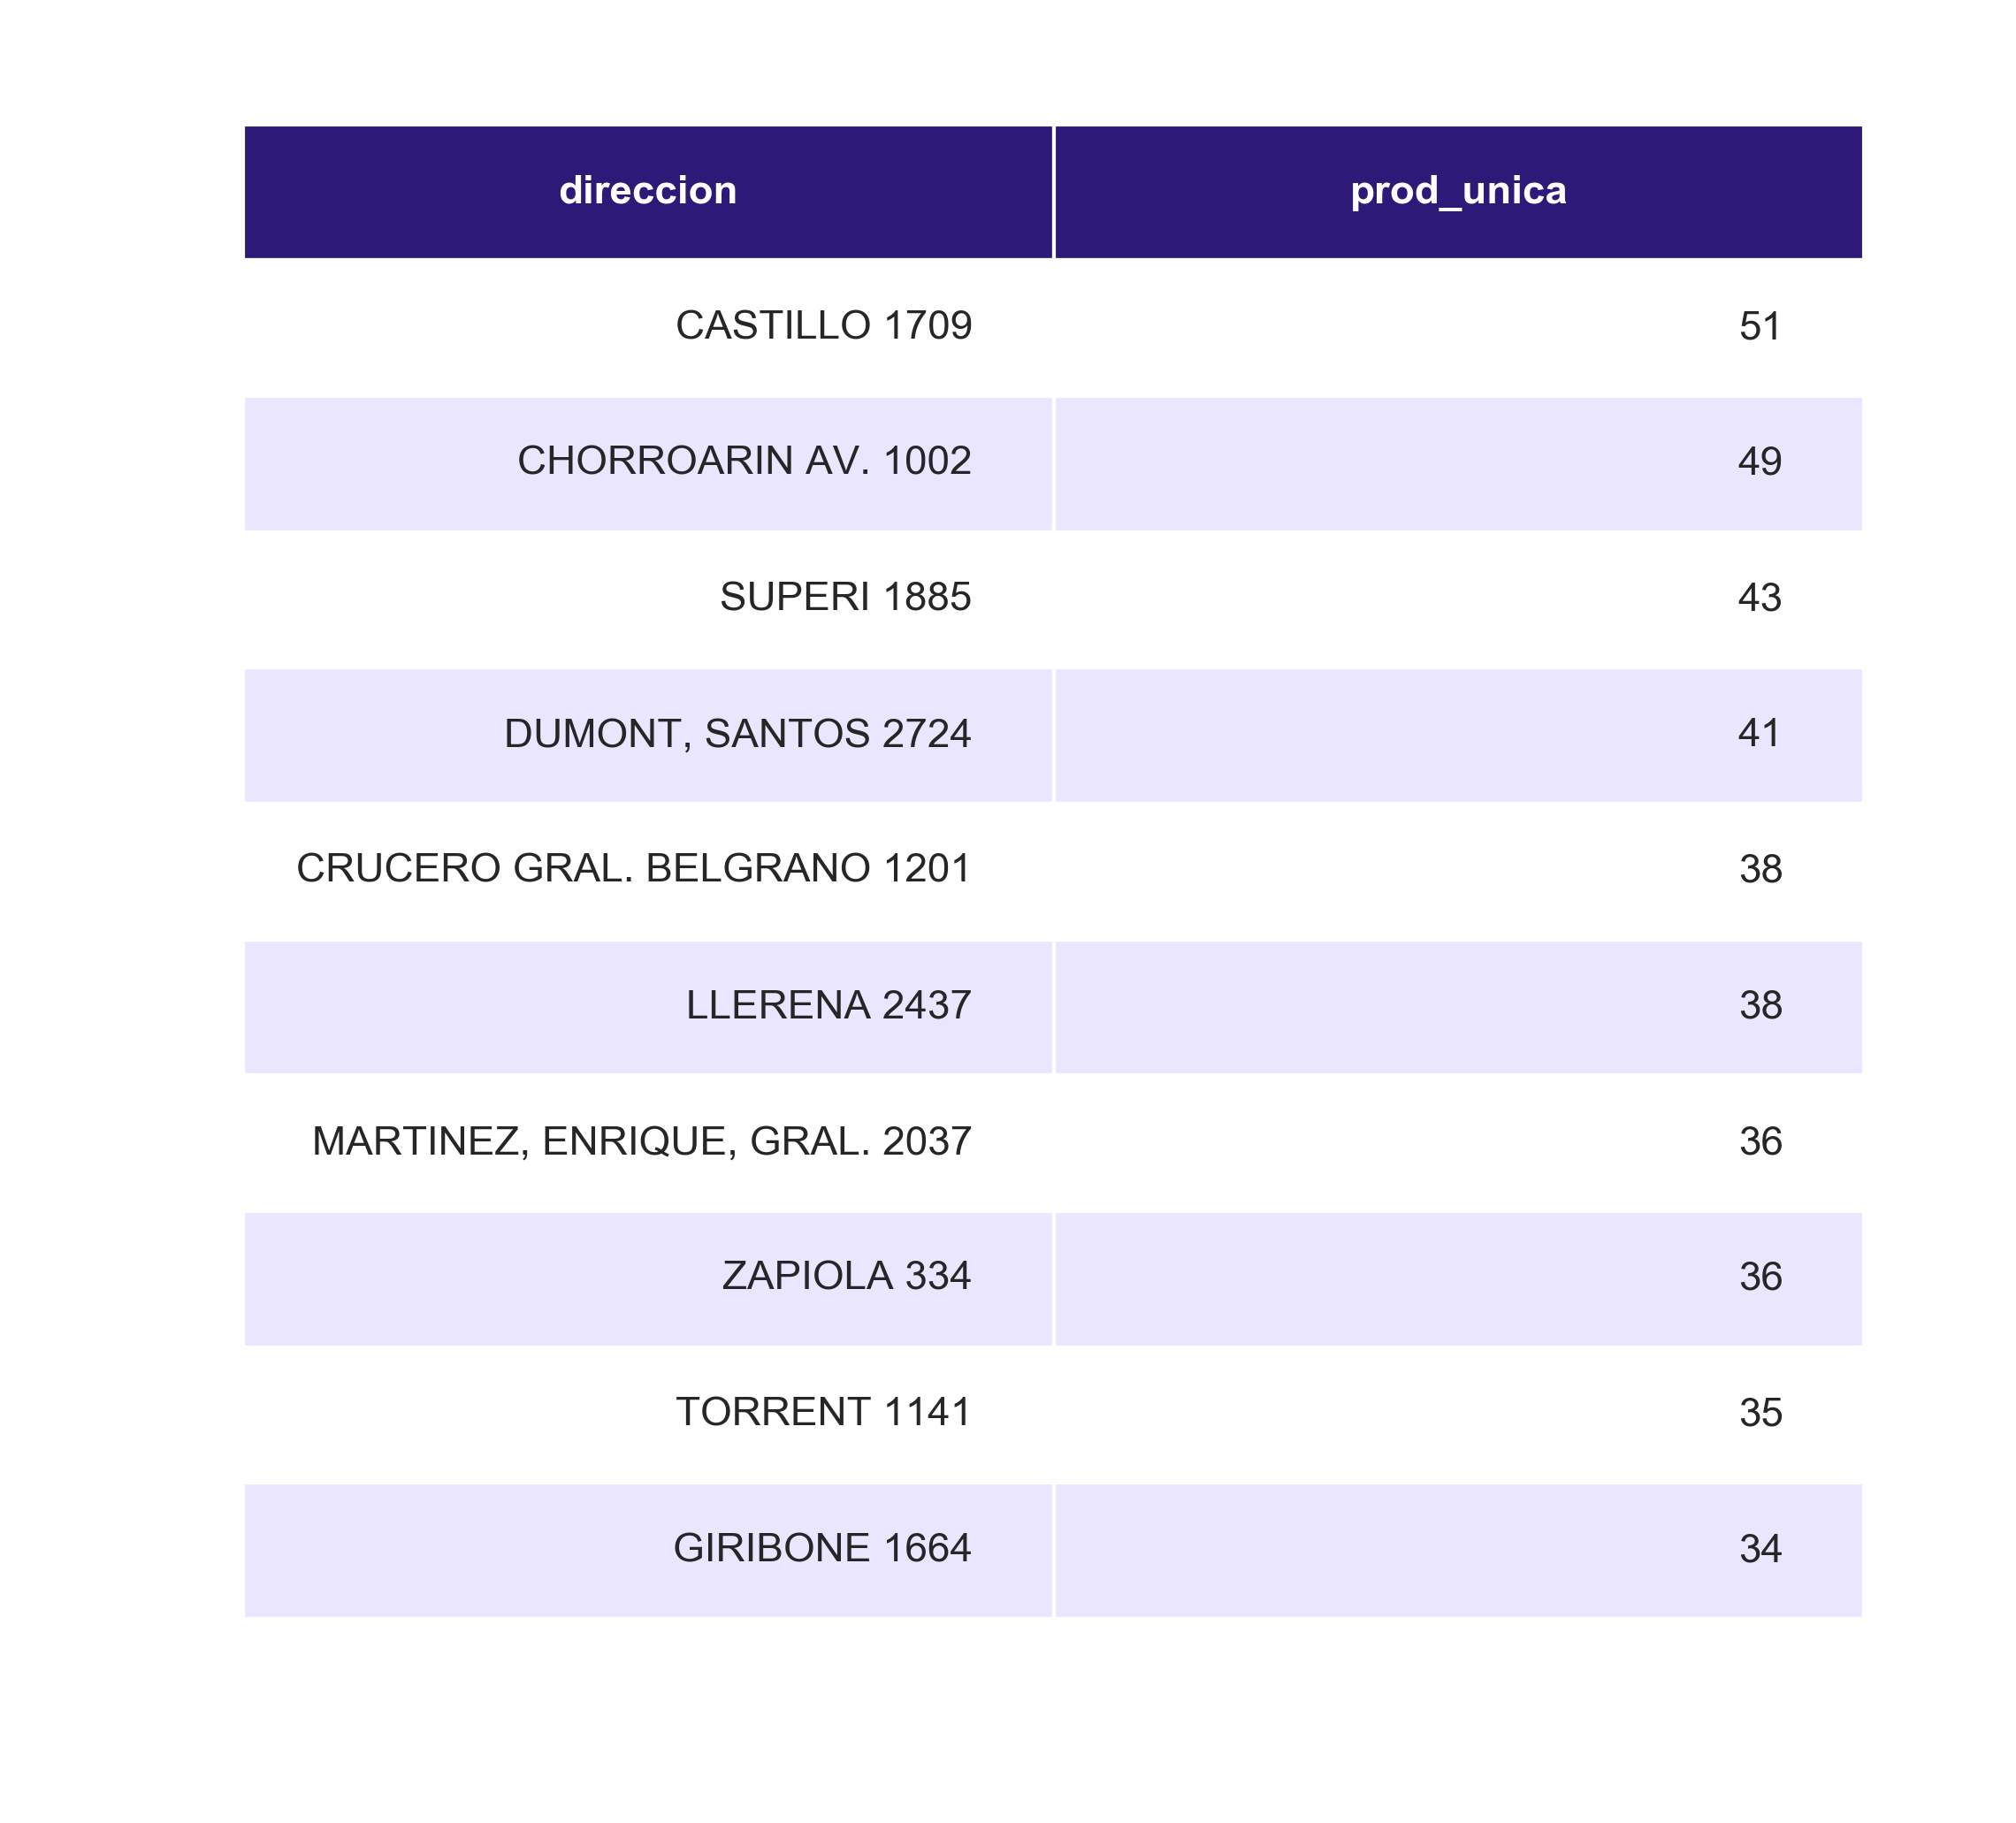 direccion prod_unica
CASTILLO 1709 51
CHORROARIN AV. 1002 49
SUPERI 1885 43
DUMONT, SANTOS 2724 41
CRUCERO GRAL. BELGRANO 1201 38
LLERENA 2437 38
MARTINEZ, ENRIQUE, GRAL. 2037 36
ZAPIOLA 334 36
TORRENT 1141 35
GIRIBONE 1664 34